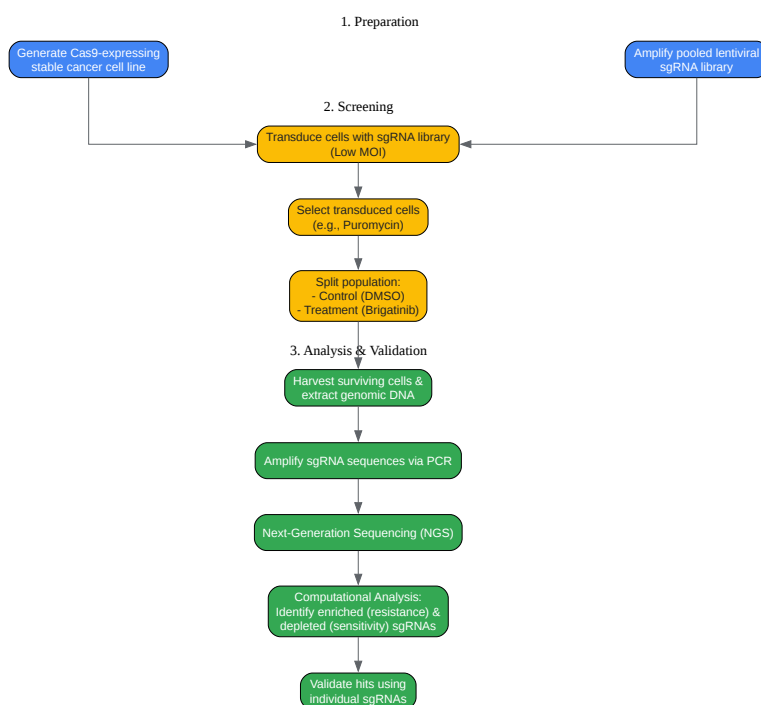 1. Preparation
Generate Cas9-expressing
stable cancer cell line
Amplify pooled lentiviral
sgRNA library
2. Screening
Transduce cells with sgRNA library
(Low MOI)
Select transduced cells
(e.g., Puromycin)
Split population:
- Control (DMSO)
- Treatment (Brigatinib)
3. Analysis & Validation
Harvest surviving cells &
extract genomic DNA
Amplify sgRNA sequences via PCR
Next-Generation Sequencing (NGS)
Computational Analysis:
Identify enriched (resistance) &
depleted (sensitivity) sgRNAs
Validate hits using
individual sgRNAs